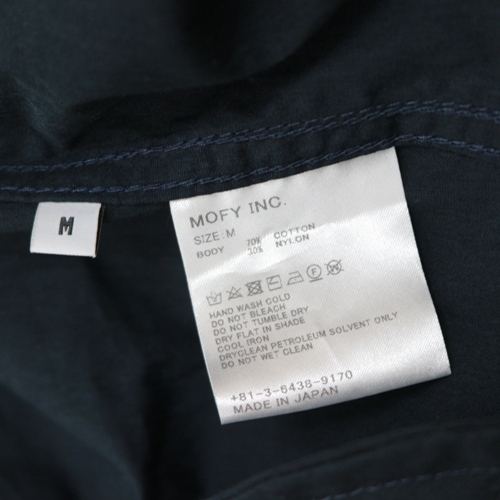 M
MOFY INC.
SIZE: M
BODY 70% COTTON
30% NYLON
HAND WASH COLD
DO NOT BLEACH
DO NOT TUMBLE DRY
DRY FLAT IN SHADE
COOL IRON
DRYCLEAN PETROLEUM SOLVENT ONLY
DO NOT WET CLEAN
+81-3-6438-9170
MADE IN JAPAN